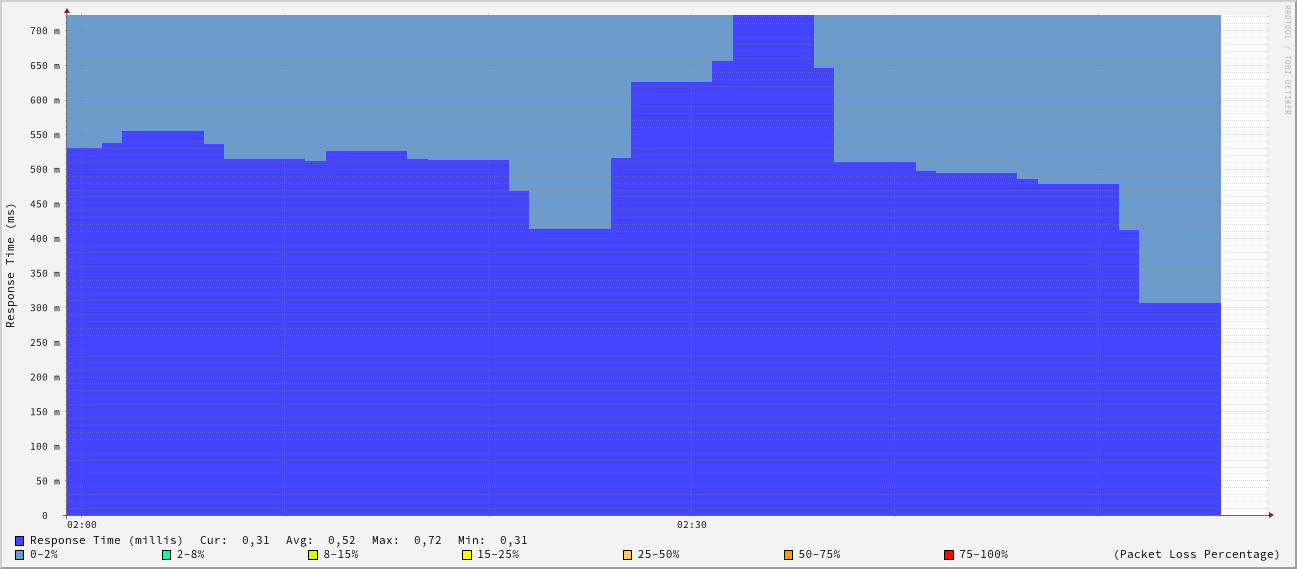 RRDTOOL / TOBI OETIKER
Response Time (ms)
700 m
650 m
600 m
550 m
500 m
450 m
400 m
350 m
300 m
250 m
200 m
150 m
100 m
50 m
0
02:00 02:30
Response Time (millis) Cur: 0,31 Avg: 0,52 Max: 0,72 Min: 0,31
0-2% 2-8% 8-15% 15-25% 25-50% 50-75% 75-100% (Packet Loss Percentage)